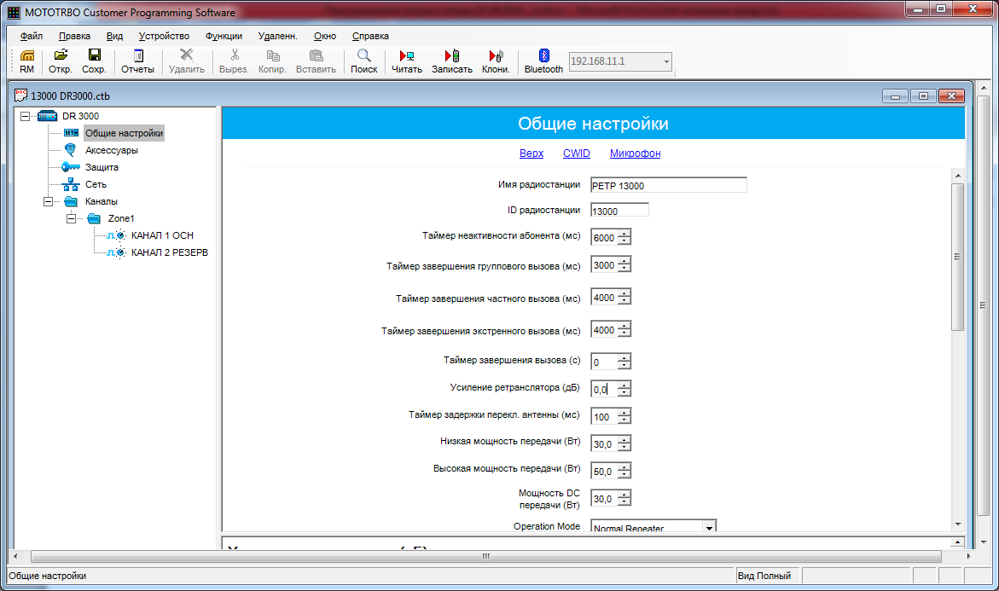 MOTOTRBO Customer Programming Software
Файл Правка Вид Устройство Функции Удаленн. Окно Справка
RM Откр. Сохр. Отчеты Удалить Вырез. Копир. Вставить Поиск Читать Записать Клони. Bluetooth 192.168.11.1
13000 DR3000.ctb
DR 3000
Общие настройки
Аксессуары
Защита
Сеть
Каналы
Zone1
КАНАЛ 1 ОСН
КАНАЛ 2 РЕЗЕРВ
Общие настройки
Верх CWID Микрофон
Имя радиостанции РЕТР 13000
ID радиостанции 13000
Таймер неактивности абонента (мс) 6000
Таймер завершения группового вызова (мс) 3000
Таймер завершения частного вызова (мс) 4000
Таймер завершения экстренного вызова (мс) 4000
Таймер завершения вызова (с) 0
Усиление ретранслятора (дБ) 0,0
Таймер задержки перекл. антенны (мс) 100
Низкая мощность передачи (Вт) 30,0
Высокая мощность передачи (Вт) 50,0
Мощность DC
передачи (Вт) 30,0
Operation Mode Normal Repeater
Общие настройки Вид Полный